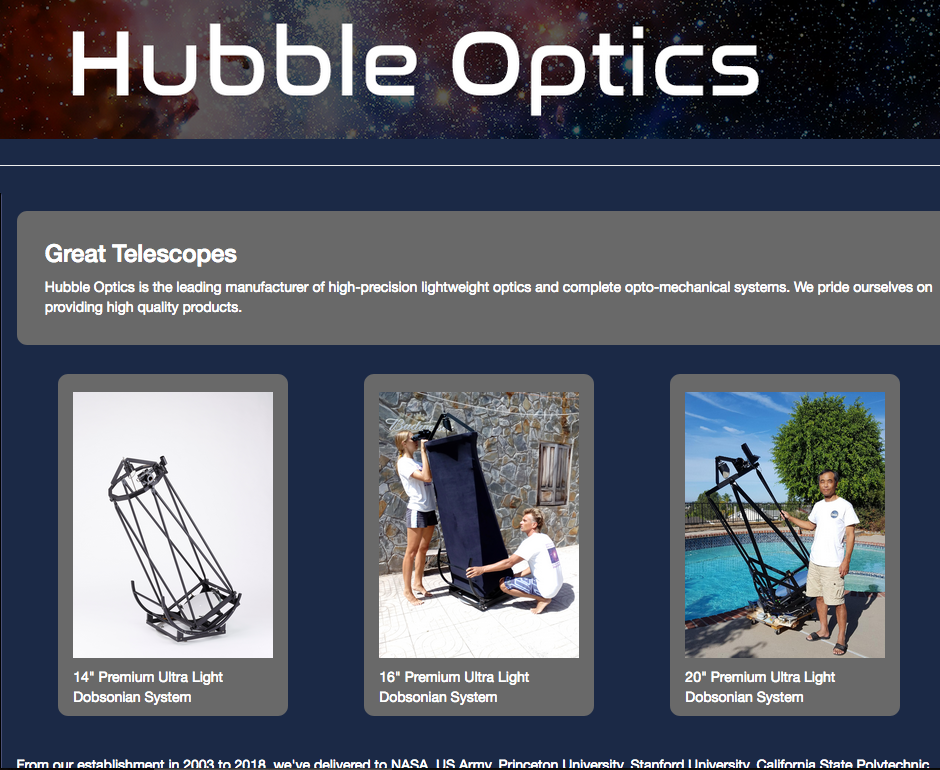 Hubble Optics
Great Telescopes
Hubble Optics is the leading manufacturer of high-precision lightweight optics and complete opto-mechanical systems. We pride ourselves on
providing high quality products.
14" Premium Ultra Light
Dobsonian System
16" Premium Ultra Light
Dobsonian System
20" Premium Ultra Light
Dobsonian System
From our establishment in 2003 to 2018, we've delivered to NASA, US Army, Princeton University, Stanford University, California State Polytechnic